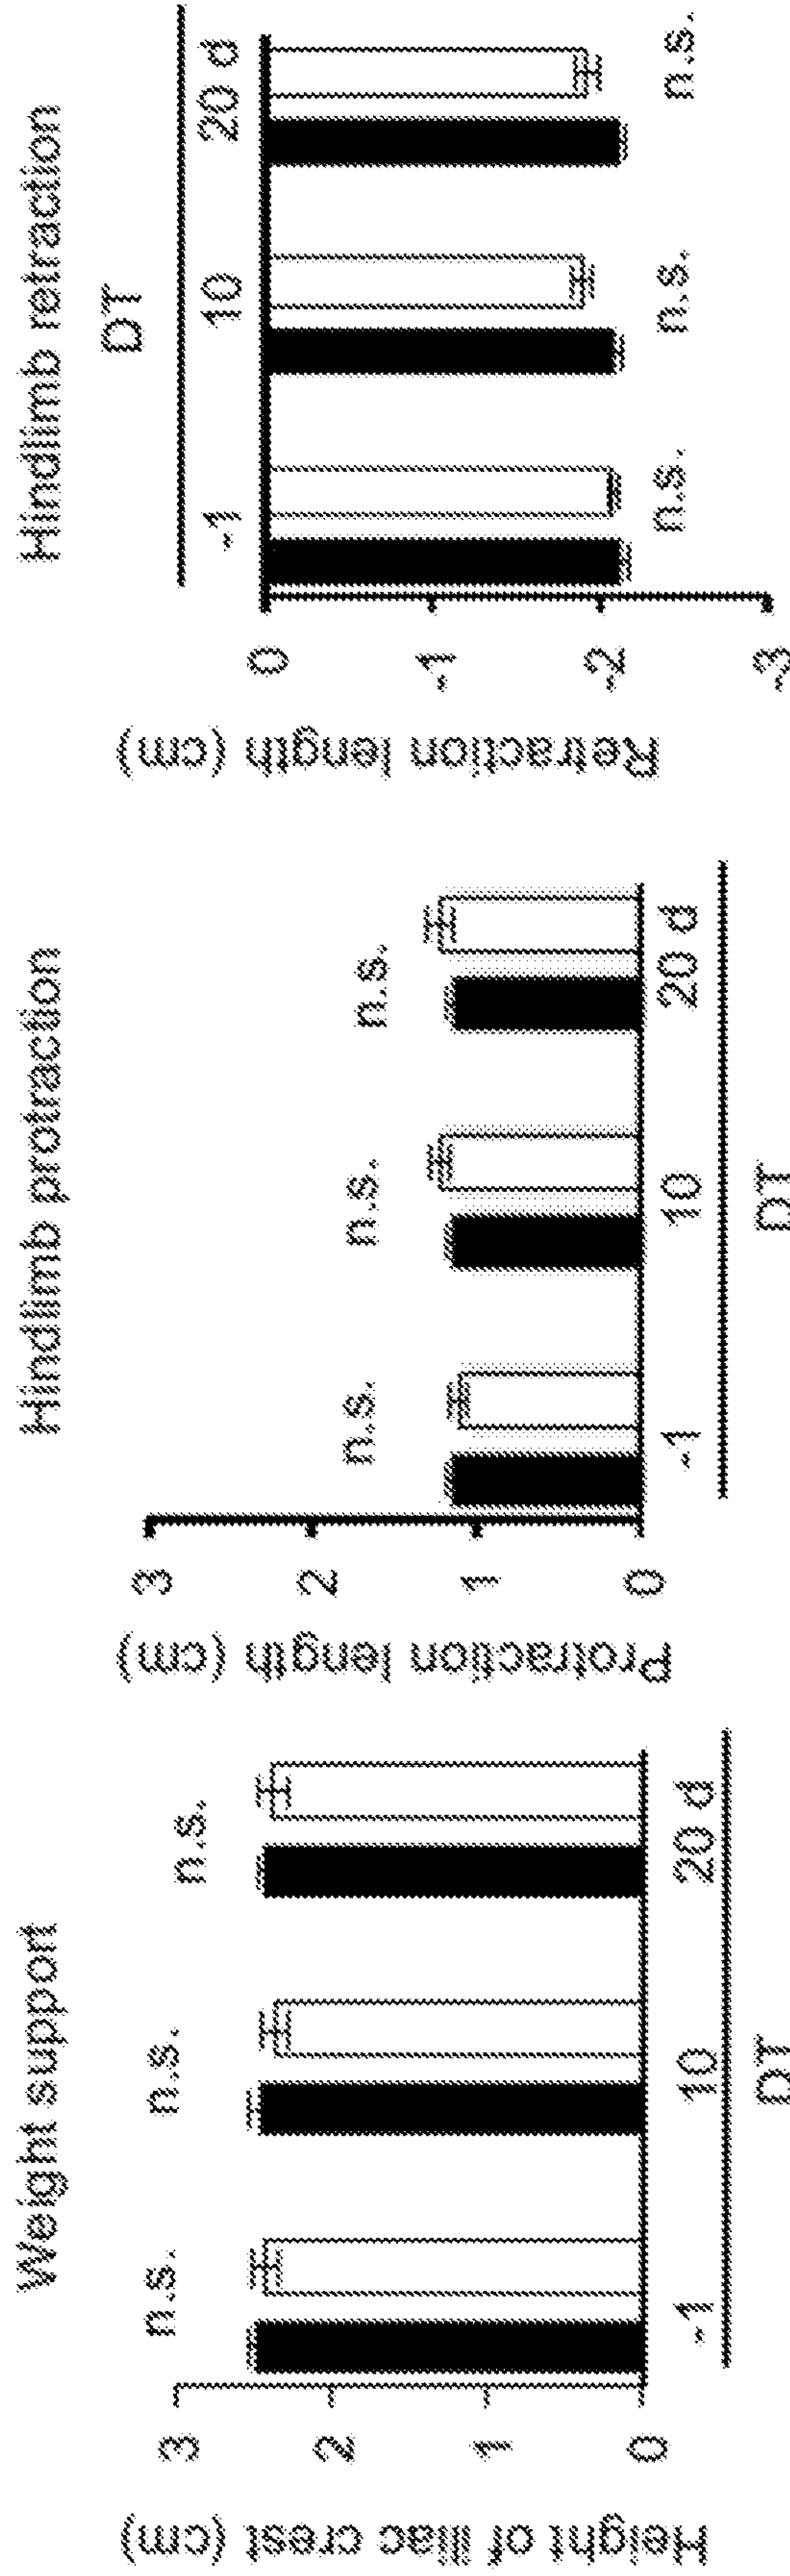 Weight support
Height of iliac crest (cm)
3
2
1
0
n.s.
n.s.
n.s.
-1
10
20 d
DT
Hindlimb protraction
Protraction length (cm)
3
2
1
0
n.s.
n.s.
n.s.
-1
10
20 d
DT
Hindlimb retraction
DT
-1
10
20 d
Retraction length (cm)
0
-1
-2
-3
n.s.
n.s.
n.s.